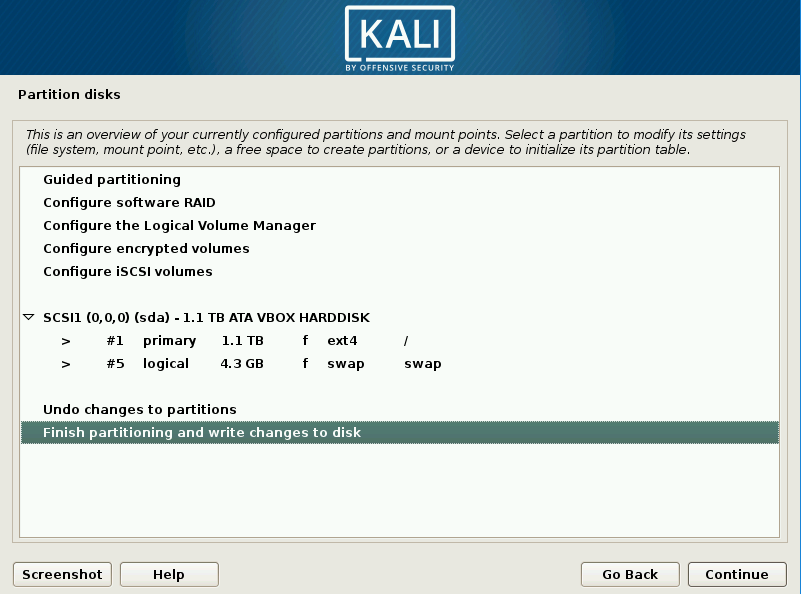 KALI
BY OFFENSIVE SECURITY
Partition disks
This is an overview of your currently configured partitions and mount points. Select a partition to modify its settings
(file system, mount point, etc.), a free space to create partitions, or a device to initialize its partition table.
Guided partitioning
Configure software RAID
Configure the Logical Volume Manager
Configure encrypted volumes
Configure iSCSI volumes
SCSI1 (0,0,0) (sda) - 1.1 TB ATA VBOX HARDDISK
> #1 primary 1.1 TB f ext4 /
> #5 logical 4.3 GB f swap swap
Undo changes to partitions
Finish partitioning and write changes to disk
Screenshot Help Go Back Continue